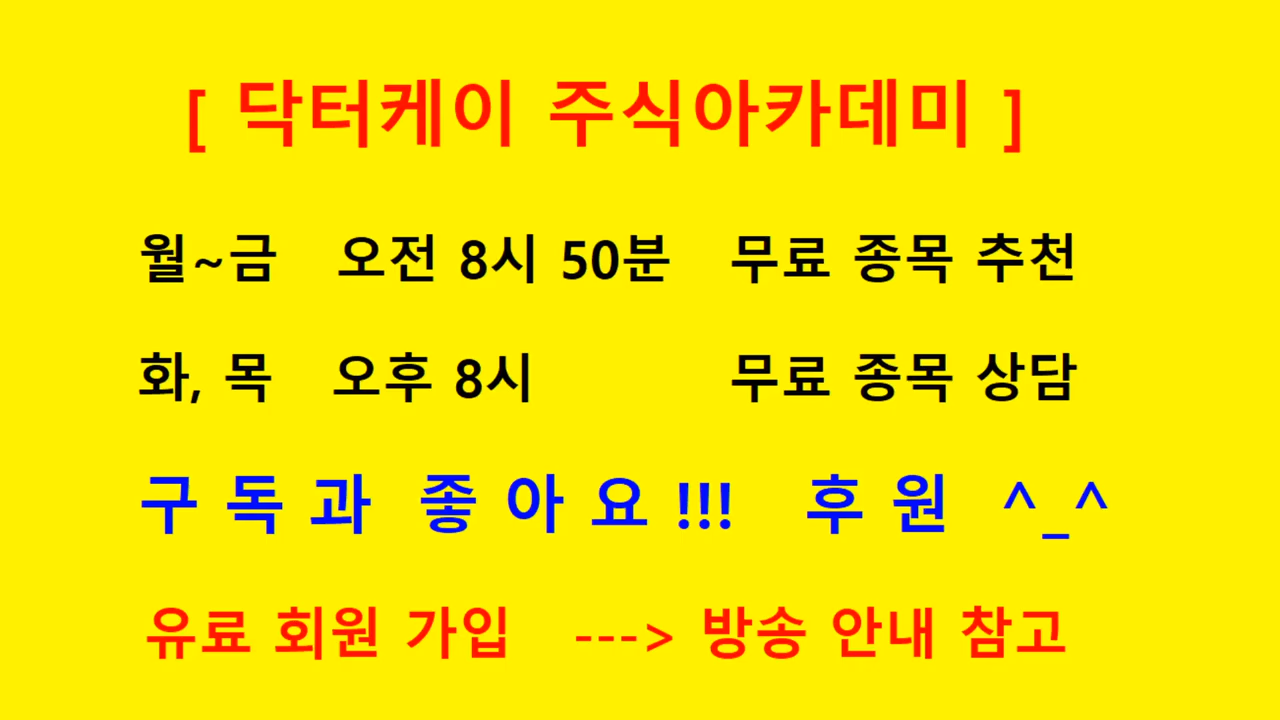 [ 닥터케이 주식아카데미 ]
월~금 오전 8시 50분 무료 종목 추천
화, 목 오후 8시 무료 종목 상담
구 독 과 좋 아 요 !!! 후 원 ^_^
유료 회원 가입 ---> 방송 안내 참고